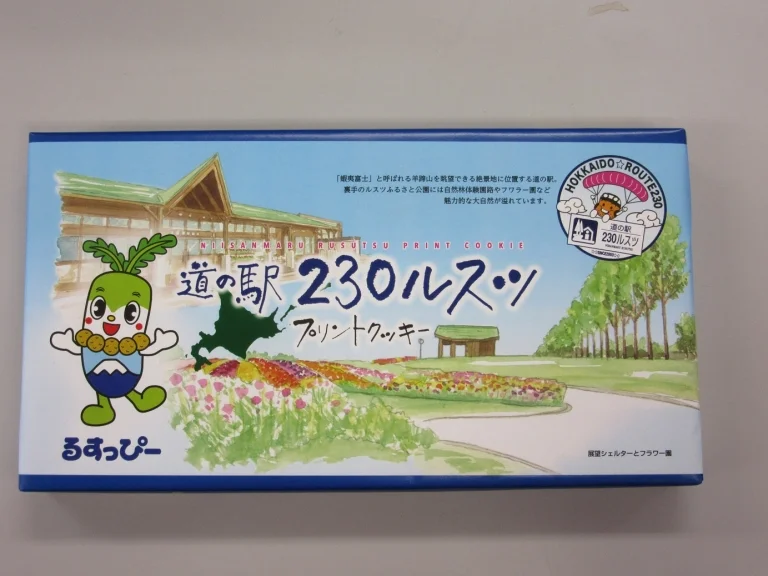 「蝦夷富士」と呼ばれる羊蹄山を眺望できる絶景地に位置する道の駅。
裏手のルスツふるさと公園には自然林体験園路やフワラー園など
魅力的な大自然が溢れています。
HOKKAIDO☆ROUTE230
道の駅
230ルスツ
NIISANMARU RUSUTSU PRINT COOKIE
道の駅 230ルスツ
プリントクッキー
るすっぴー
展望シェルターとフラワー園